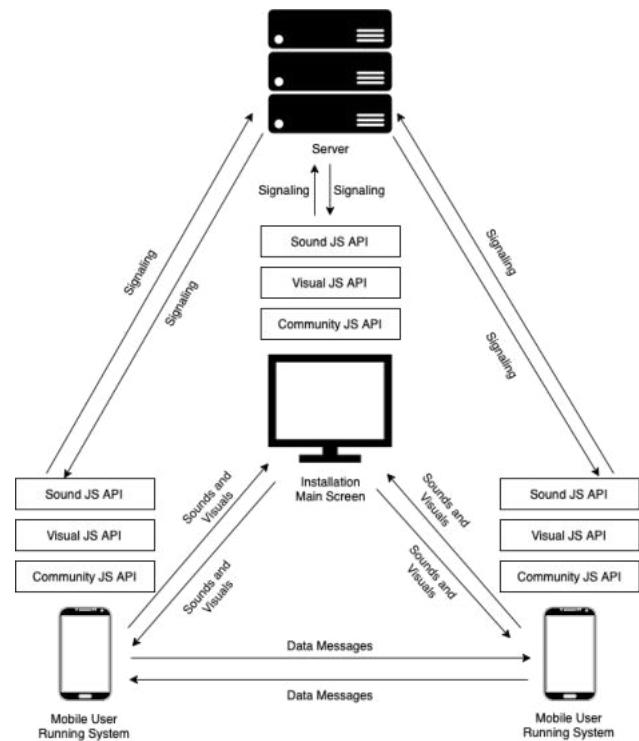 Server
Signaling
Signaling
Sound JS API
Visual JS API
Community JS API
Signaling
Signaling
Signaling
Signaling
Installation
Main Screen
Sound JS API
Visual JS API
Community JS API
Sounds and
Visuals
Sounds and
Visuals
Sounds and
Visuals
Sounds and
Visuals
Sound JS API
Visual JS API
Community JS API
Data Messages
Data Messages
Mobile User
Running System
Mobile User
Running System